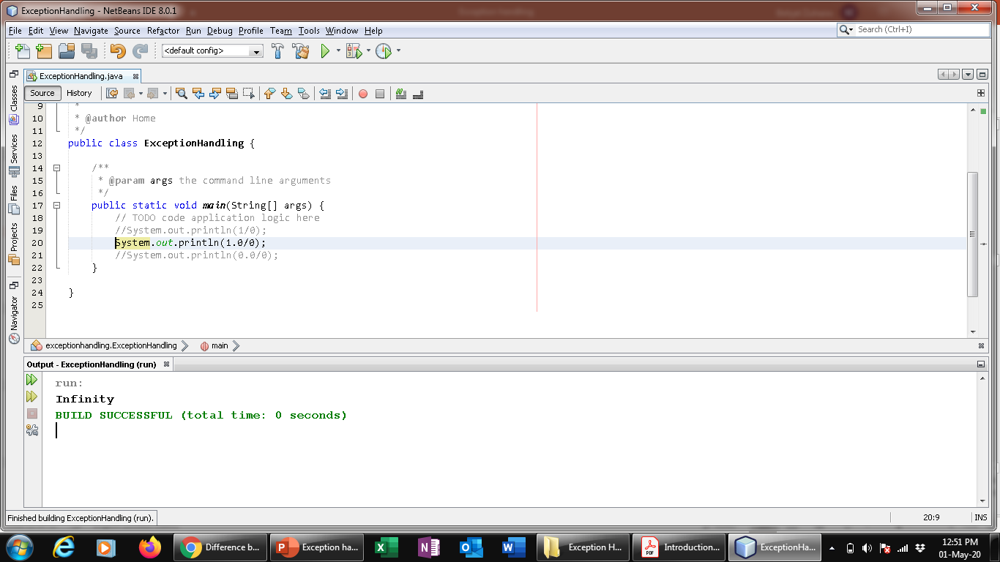 ExceptionHandling - NetBeans IDE 8.0.1
File Edit View Navigate Source Refactor Run Debug Profile Team Tools Window Help
Search (Ctrl+I)
<default config>
ExceptionHandling.java
Source History
Classes
Services
Files
Projects
Navigator
9 *
10 * @author Home
11 */
12 public class ExceptionHandling {
13
14 /**
15 * @param args the command line arguments
16 */
17 public static void main(String[] args) {
18 // TODO code application logic here
19 //System.out.println(1/0);
20 System.out.println(1.0/0);
21 //System.out.println(0.0/0);
22 }
23
24 }
25
exceptionhandling.ExceptionHandling main
Output - ExceptionHandling (run)
run:
Infinity
BUILD SUCCESSFUL (total time: 0 seconds)
Finished building ExceptionHandling (run).
20:9 INS
Difference b...
Exception ha...
Exception H...
Introduction...
ExceptionHa...
12:51 PM
01-May-20